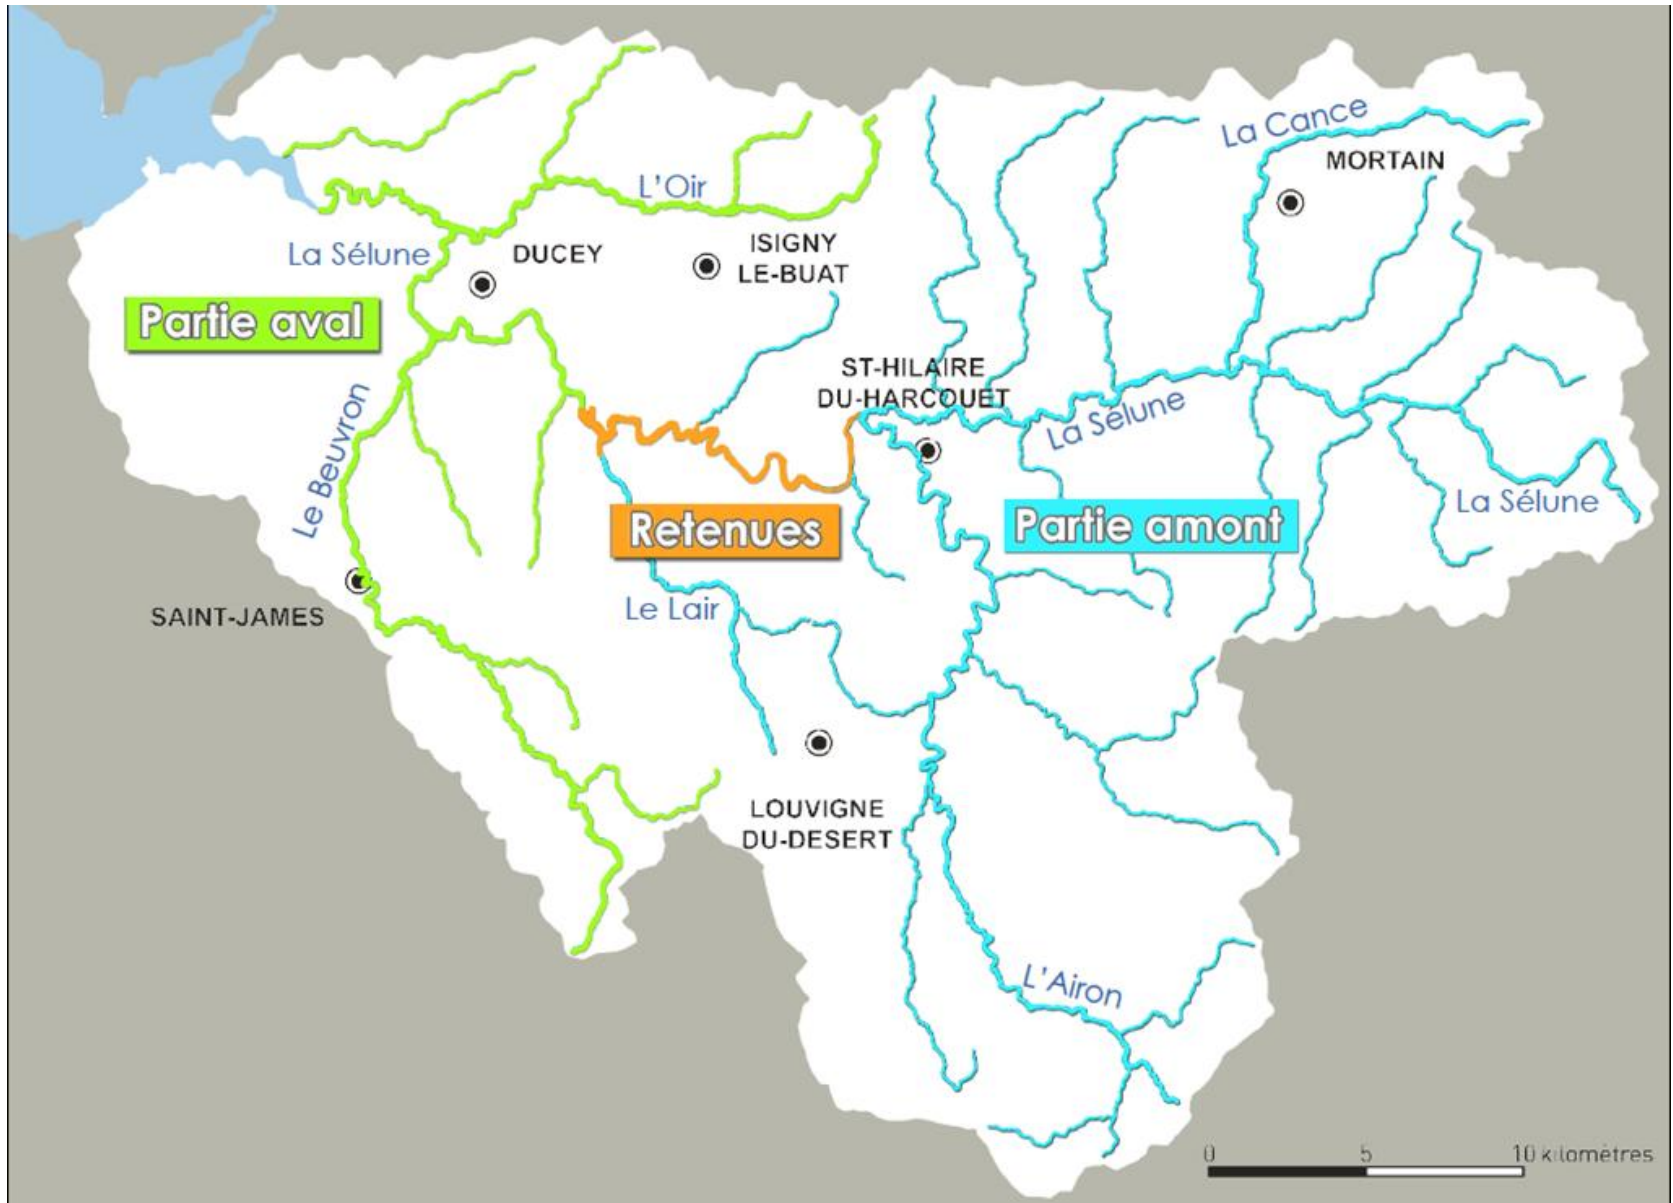 La Cance
MORTAIN
L'Oir
La Sélune
DUCEY
ISIGNY
LE-BUAT
Partie aval
ST-HILAIRE
DU-HARCOUET
La Sélune
Le Beuvron
Retenues
Partie amont
La Sélune
SAINT-JAMES
Le Lair
LOUVIGNE
DU-DESERT
L'Airon
0 5 10 kilomètres